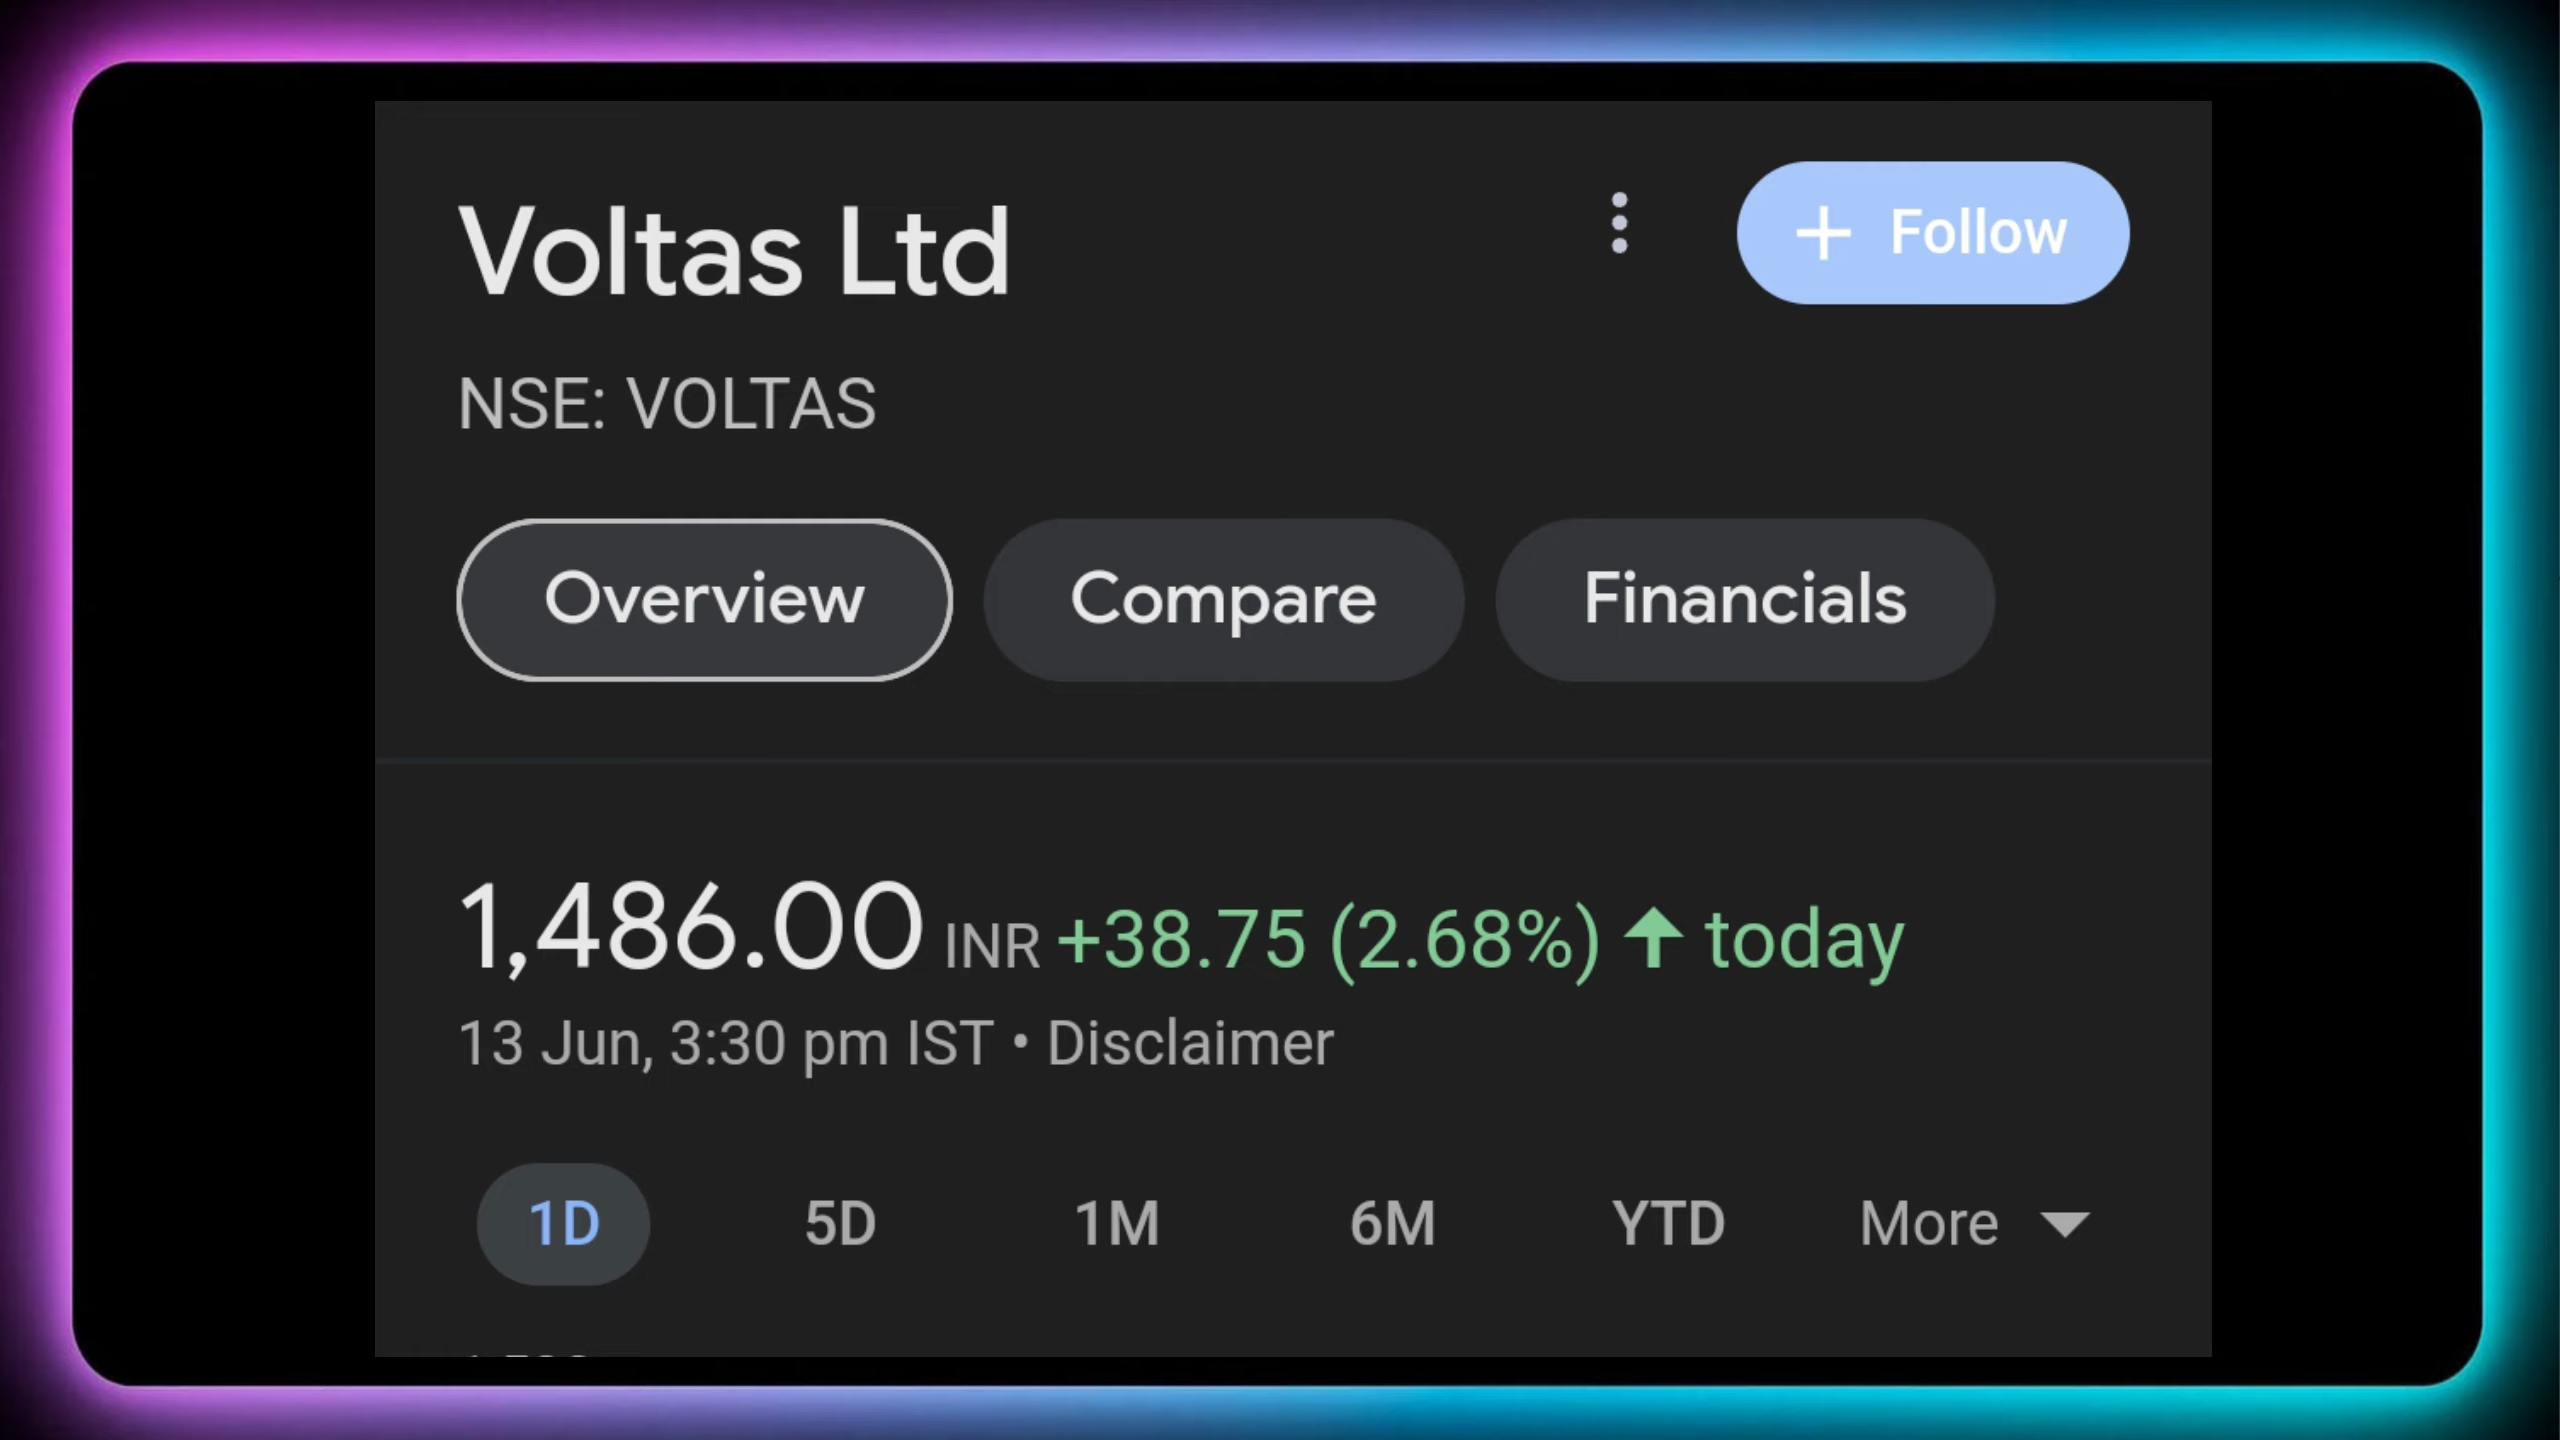 Voltas Ltd
+ Follow
NSE: VOLTAS
Overview Compare Financials
1,486.00 INR +38.75 (2.68%) ↑ today
13 Jun, 3:30 pm IST • Disclaimer
1D 5D 1M 6M YTD More